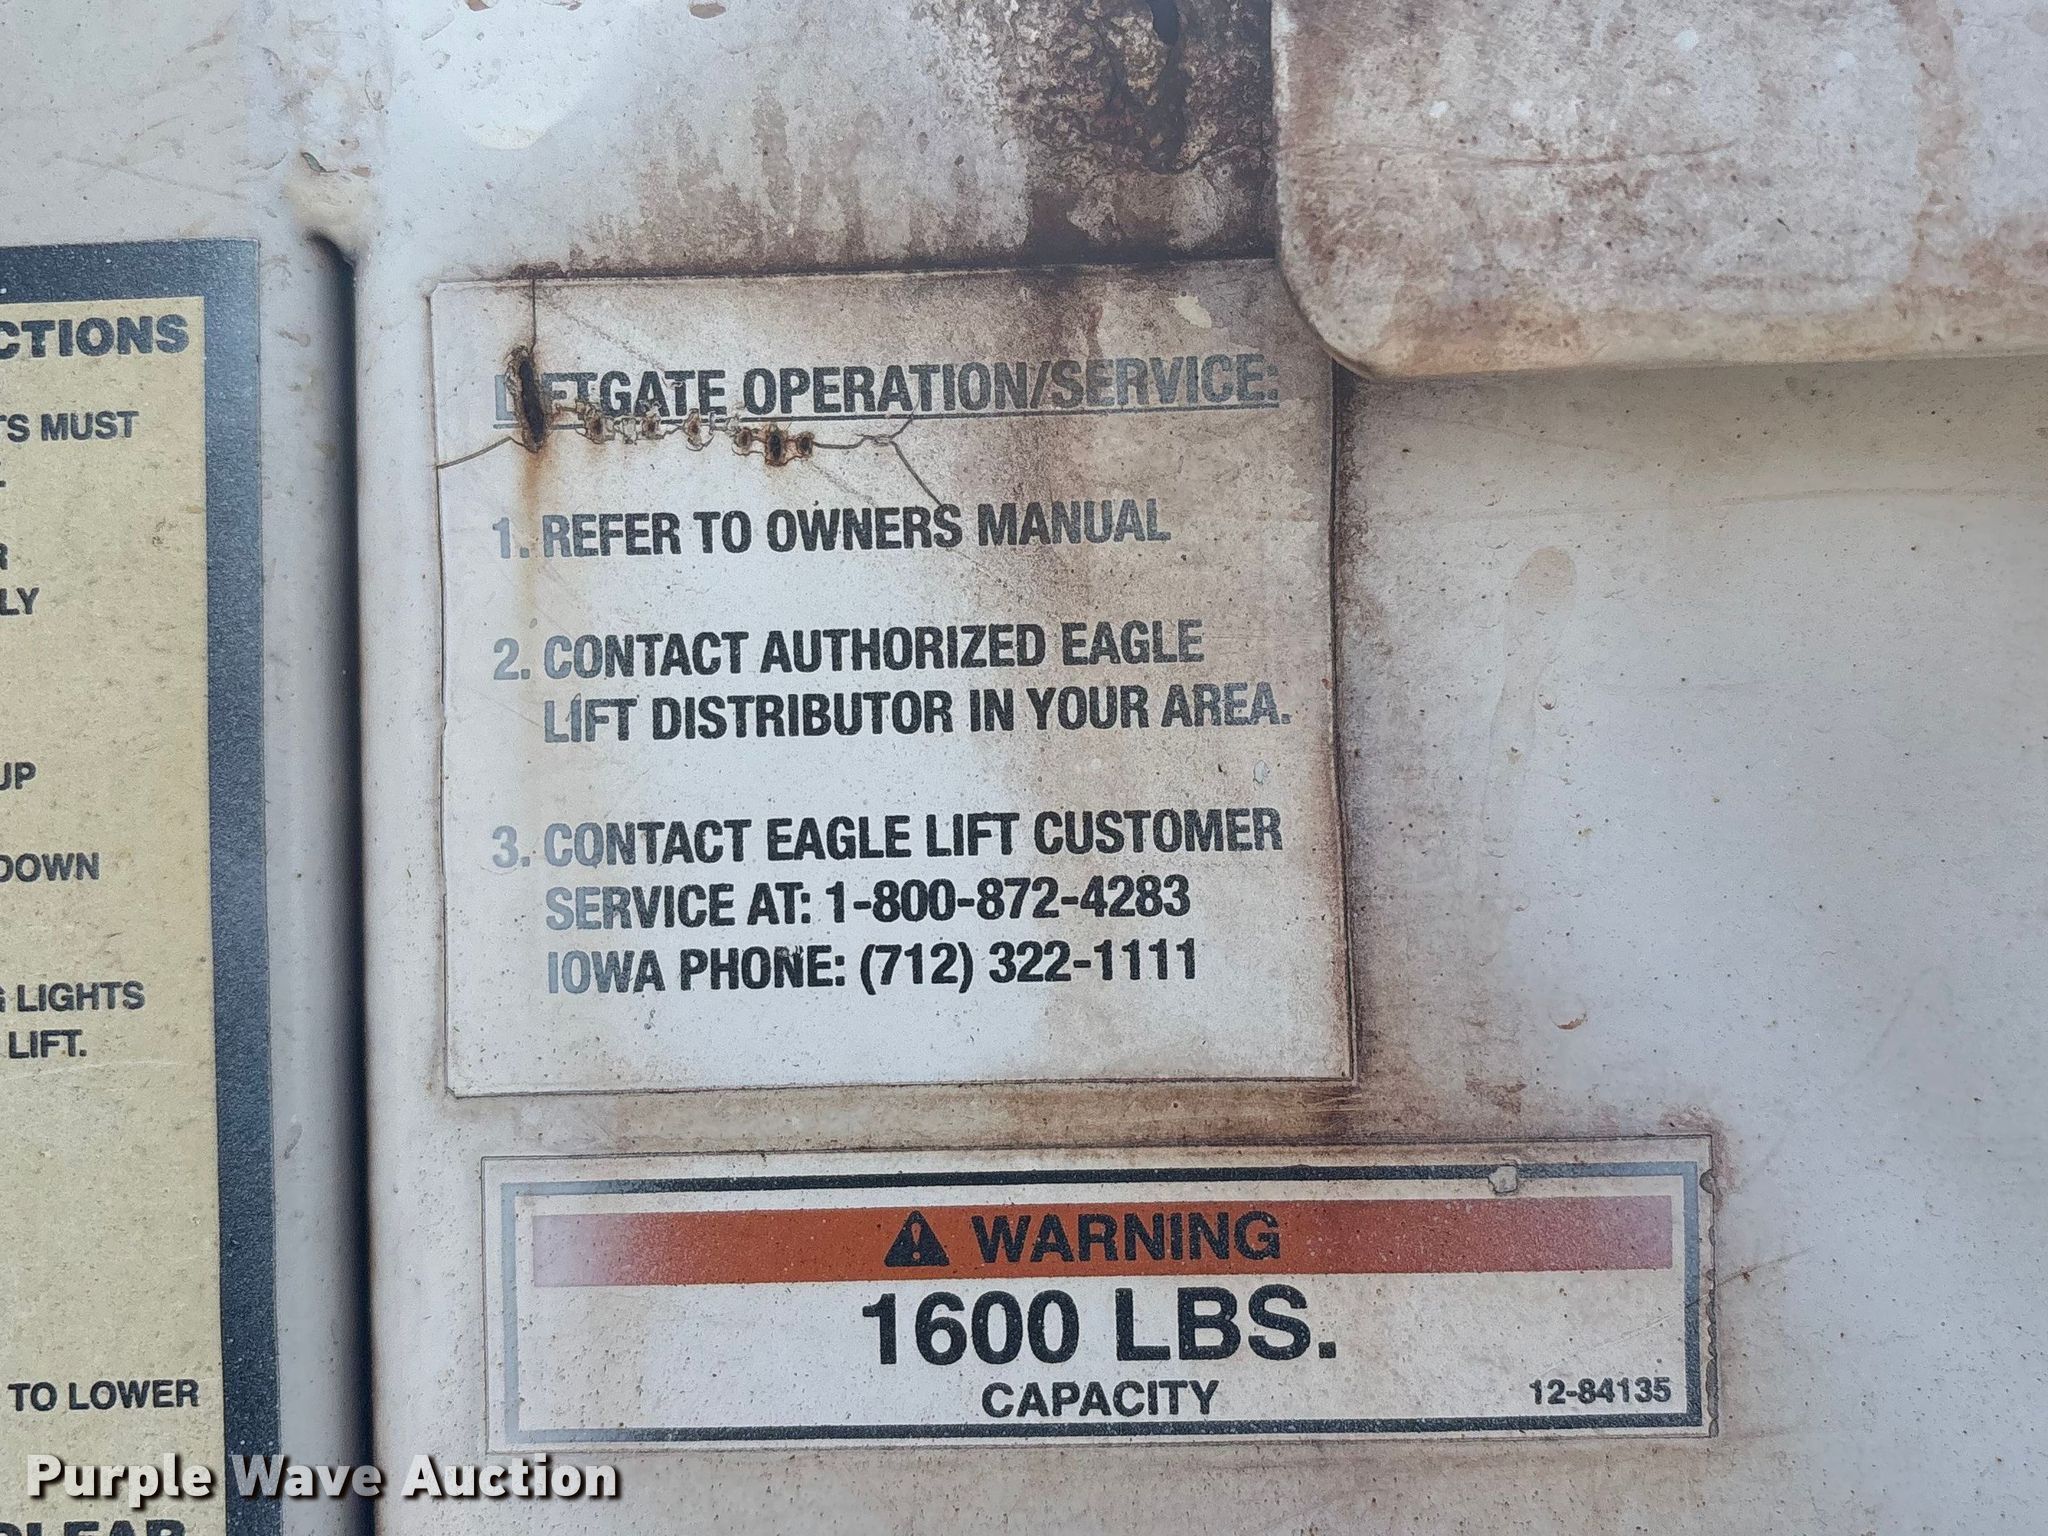 CTIONS
TS MUST
R
LY
UP
DOWN
G LIGHTS
LIFT.
TO LOWER
CLEAR
LIFTGATE OPERATION/SERVICE:
1. REFER TO OWNERS MANUAL
2. CONTACT AUTHORIZED EAGLE
LIFT DISTRIBUTOR IN YOUR AREA.
3. CONTACT EAGLE LIFT CUSTOMER
SERVICE AT: 1-800-872-4283
IOWA PHONE: (712) 322-1111
WARNING
1600 LBS.
CAPACITY
12-84135
Purple Wave Auction